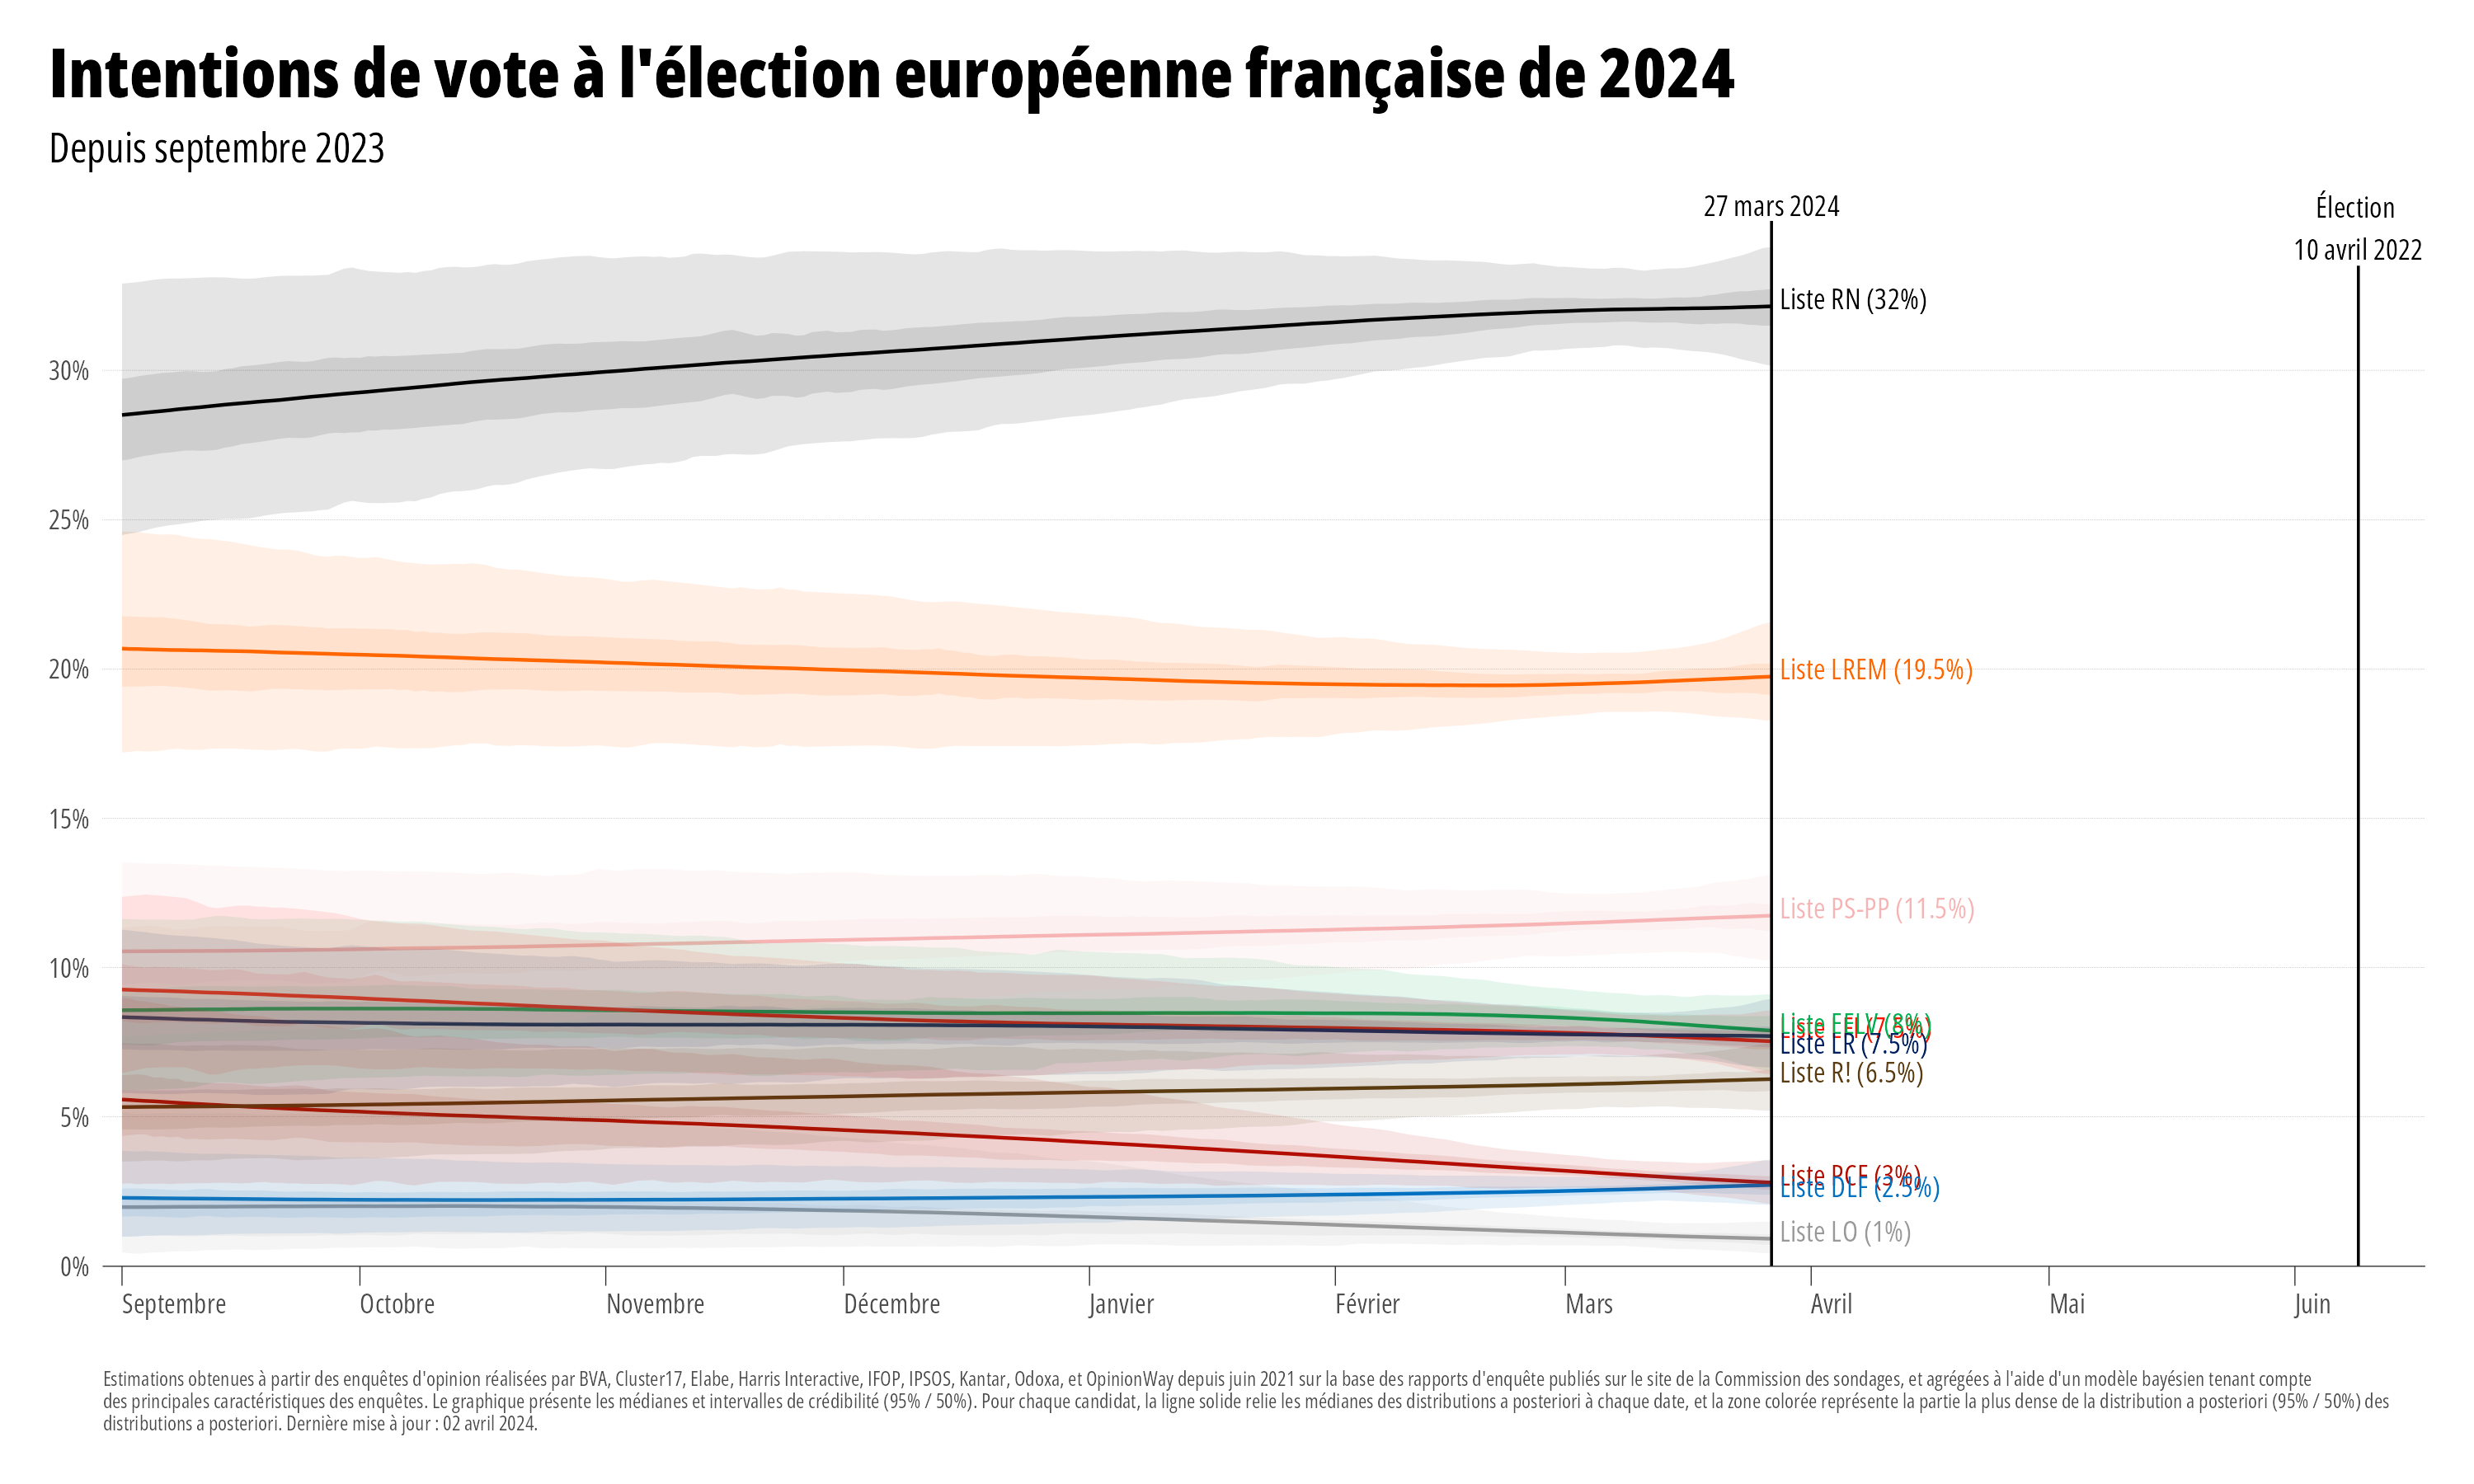 Intentions de vote à l'élection européenne française de 2024
Depuis septembre 2023
27 mars 2024
Élection
10 avril 2022
Liste RN (32%)
30%
25%
20%
Liste LREM (19.5%)
15%
Liste PS-PP (11.5%)
10%
Liste EELV (8%)
Liste LFI (7.5%)
Liste LR (7.5%)
Liste R! (6.5%)
5%
Liste PCF (3%)
Liste DLF (2.5%)
Liste LO (1%)
0%
Septembre
Octobre
Novembre
Décembre
Janvier
Février
Mars
Avril
Mai
Juin
Estimations obtenues à partir des enquêtes d'opinion réalisées par BVA, Cluster17, Elabe, Harris Interactive, IFOP, IPSOS, Kantar, Odoxa, et OpinionWay depuis juin 2021 sur la base des rapports d'enquête publiés sur le site de la Commission des sondages, et agrégées à l'aide d'un modèle bayésien tenant compte
des principales caractéristiques des enquêtes. Le graphique présente les médianes et intervalles de crédibilité (95% / 50%). Pour chaque candidat, la ligne solide relie les médianes des distributions a posteriori à chaque date, et la zone colorée représente la partie la plus dense de la distribution a posteriori (95% / 50%) des
distributions a posteriori. Dernière mise à jour : 02 avril 2024.